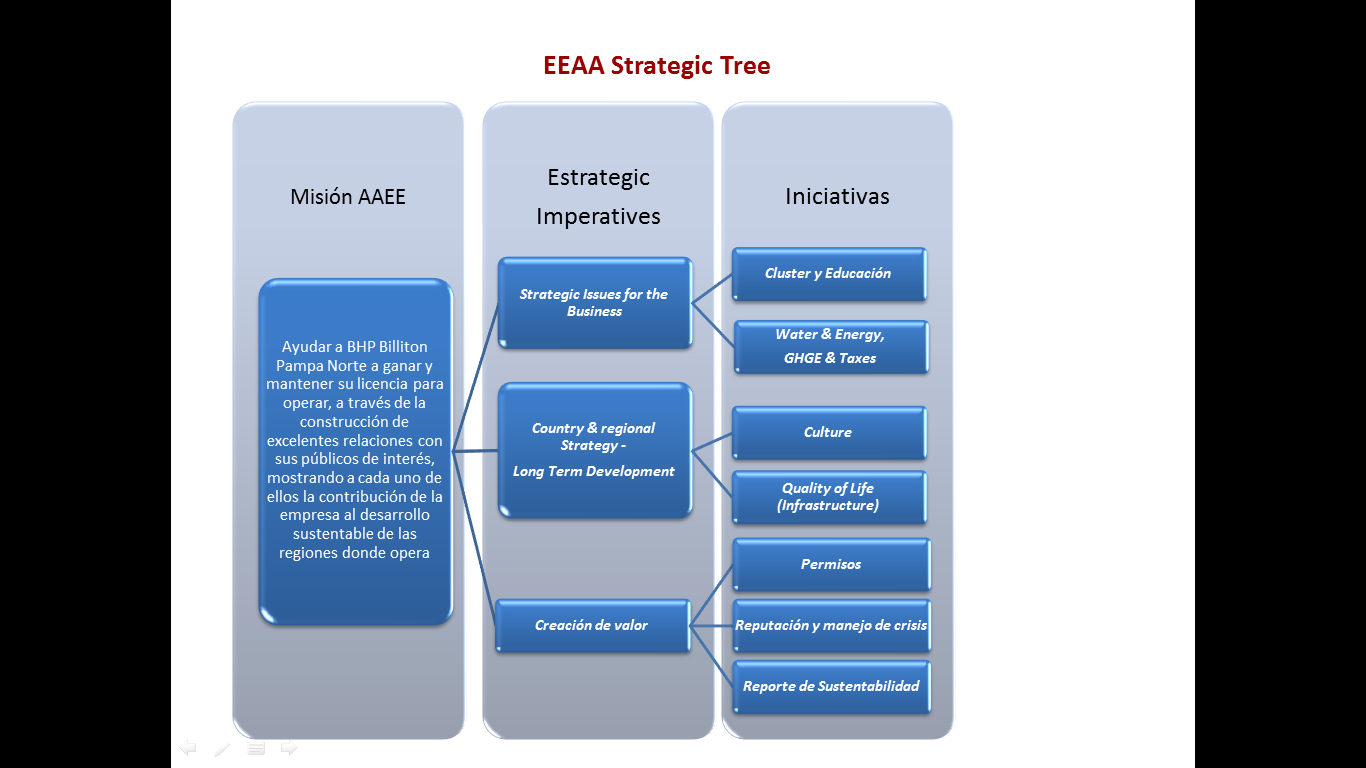 EEAA Strategic Tree
Misión AAEE
Ayudar a BHP Billiton
Pampa Norte a ganar y
mantener su licencia para
operar, a través de la
construcción de
excelentes relaciones con
sus públicos de interés,
mostrando a cada uno de
ellos la contribución de la
empresa al desarrollo
sustentable de las
regiones donde opera
Estrategic
Imperatives
Strategic Issues for the
Business
Country & regional
Strategy -
Long Term Development
Creación de valor
Iniciativas
Cluster y Educación
Water & Energy,
GHGE & Taxes
Culture
Quality of Life
(Infrastructure)
Permisos
Reputación y manejo de crisis
Reporte de Sustentabilidad